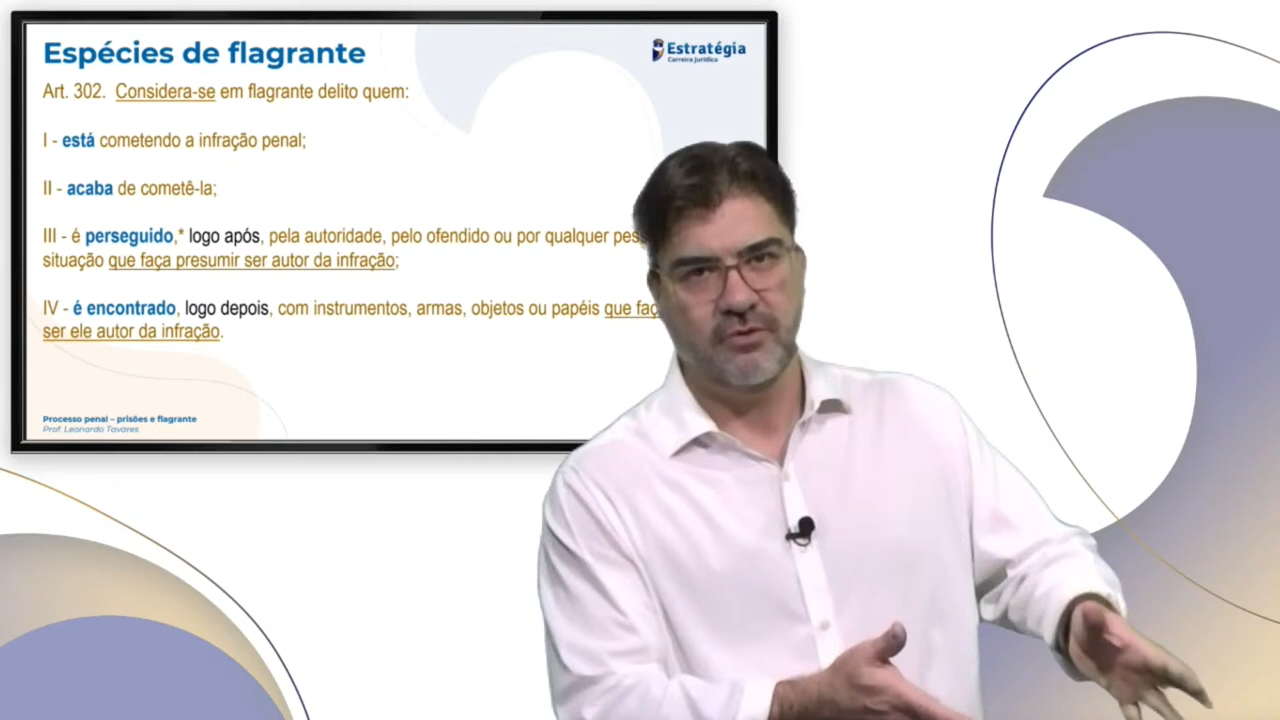 Espécies de flagrante
Estratégia
Carreira Jurídica
Art. 302. Considera-se em flagrante delito quem:
I - está cometendo a infração penal;
II - acaba de cometê-la;
III - é perseguido,* logo após, pela autoridade, pelo ofendido ou por qualquer
situação que faça presumir ser autor da infração;
IV - é encontrado, logo depois, com instrumentos, armas, objetos ou papéis que
ser ele autor da infração.
Processo penal – prisões e flagrante
Prof. Leonardo Tavares